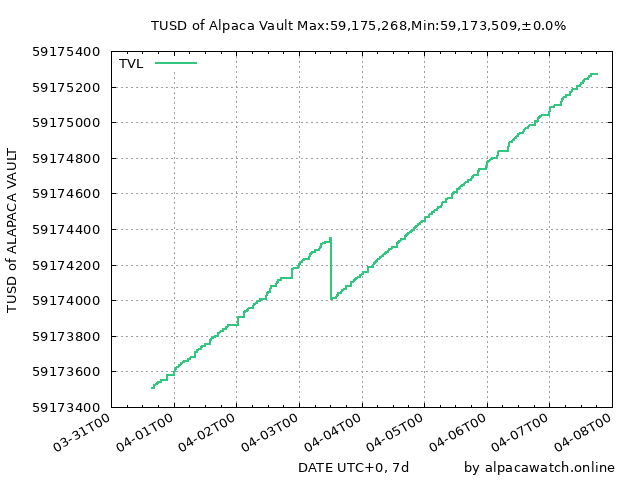 TUSD of Alpaca Vault Max:59,175,268,Min:59,173,509,±0.0%
TVL
59175400
59175200
59175000
59174800
59174600
59174400
59174200
59174000
59173800
59173600
59173400
TUSD of ALAPACA VAULT
03-31T00
04-01T00
04-02T00
04-03T00
04-04T00
04-05T00
04-06T00
04-07T00
04-08T00
DATE UTC+0, 7d
by alpacawatch.online